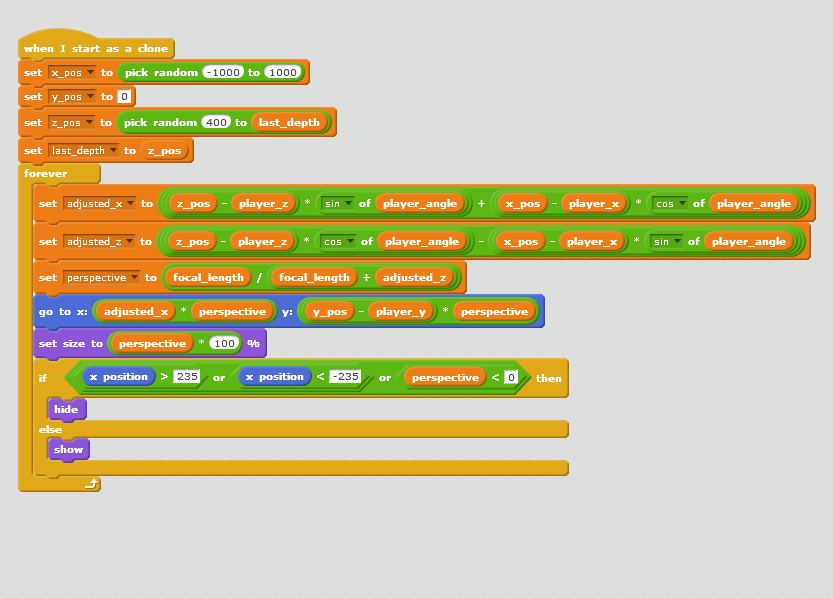 when I start as a clone
set x_pos to pick random -1000 to 1000
set y_pos to 0
set z_pos to pick random 400 to last_depth
set last_depth to z_pos
forever
set adjusted_x to z_pos - player_z * sin of player_angle + x_pos - player_x * cos of player_angle
set adjusted_z to z_pos - player_z * cos of player_angle - x_pos - player_x * sin of player_angle
set perspective to focal_length / focal_length + adjusted_z
go to x: adjusted_x * perspective y: y_pos - player_y * perspective
set size to perspective * 100 %
if x position > 235 or x position < -235 or perspective < 0 then
hide
else
show